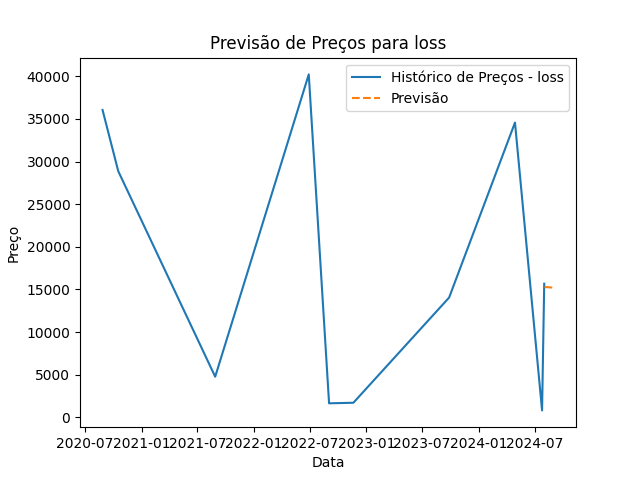 Previsão de Preços para loss
Histórico de Preços - loss
Previsão
Preço
40000
35000
30000
25000
20000
15000
10000
5000
0
2020-07 2021-01 2021-07 2022-01 2022-07 2023-01 2023-07 2024-01 2024-07
Data